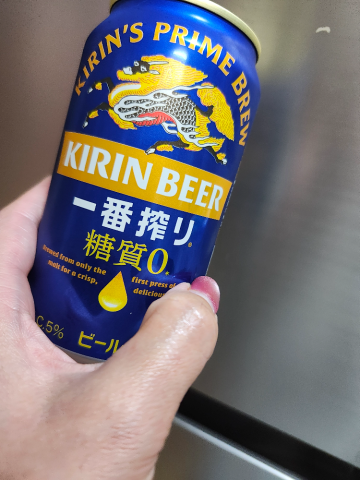 KIRIN'S PRIME BREW
KIRIN BEER
一番搾り
糖質0
Brewed from only the
malt for a crisp,
first press of
delicious
C.5%
ビール